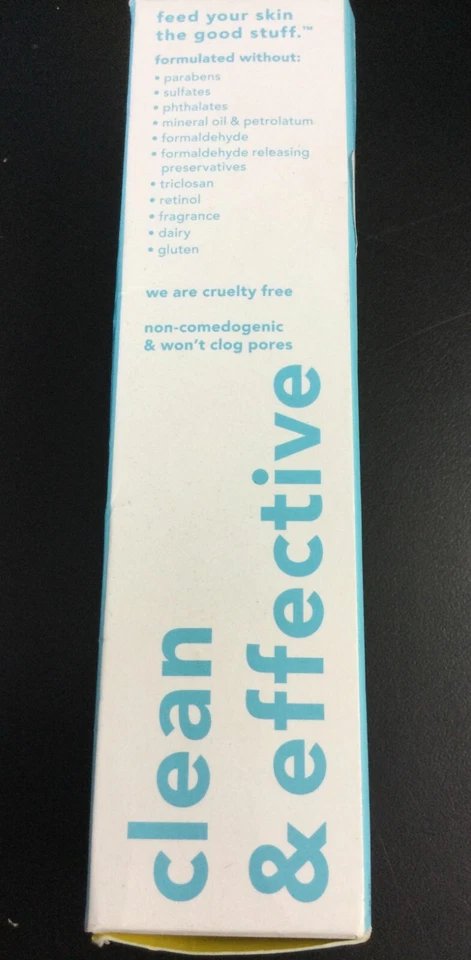 feed your skin
the good stuff.™
formulated without:
• parabens
• sulfates
• phthalates
• mineral oil & petrolatum
• formaldehyde
• formaldehyde releasing
preservatives
• triclosan
• retinol
• fragrance
• dairy
• gluten
we are cruelty free
non-comedogenic
& won't clog pores
clean
& effective